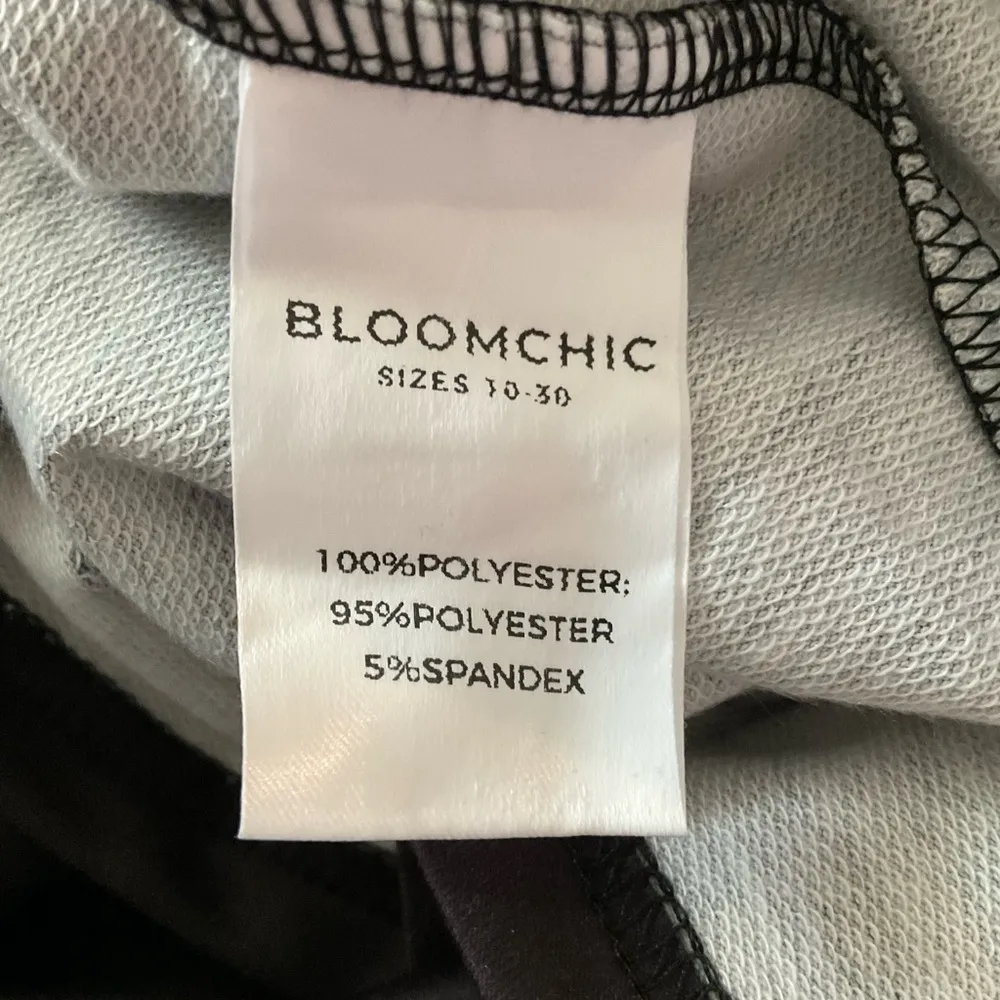 BLOOMCHIC
SIZES 10-30
100%POLYESTER;
95%POLYESTER
5%SPANDEX